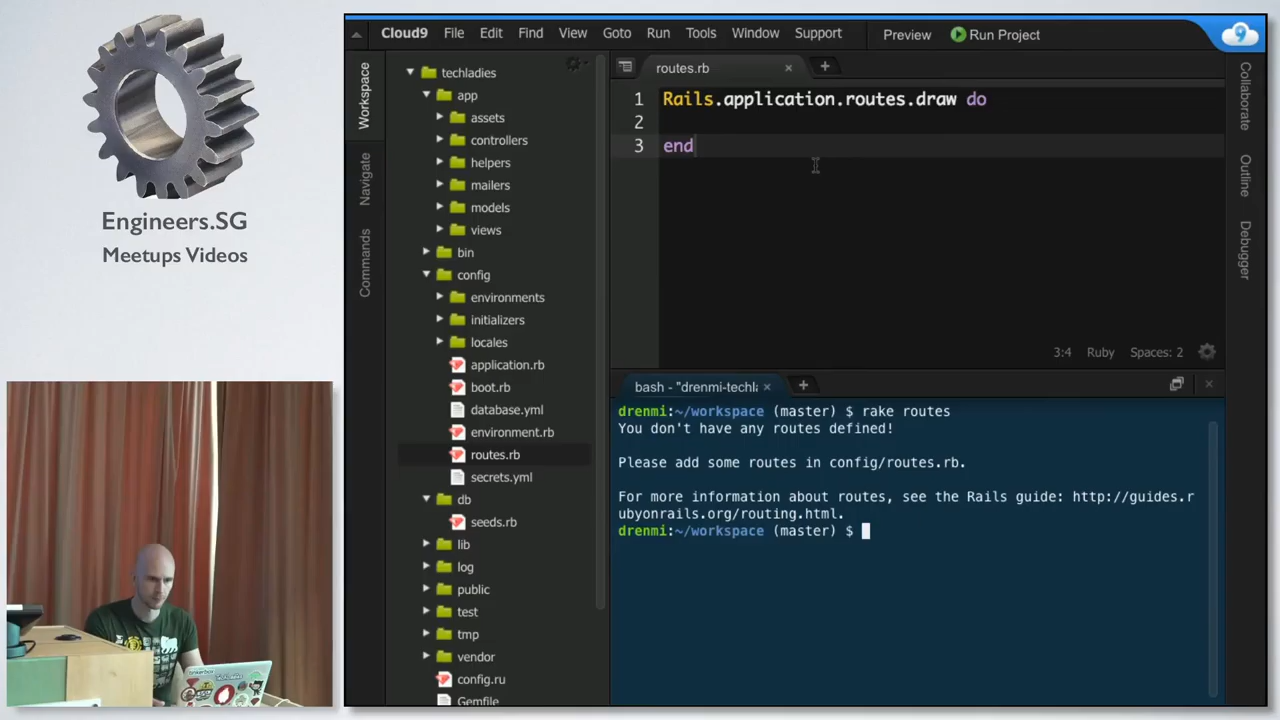 Engineers.SG
Meetups Videos
Cloud9 File Edit Find View Goto Run Tools Window Support Preview Run Project
Workspace
Navigate
Commands
techladies
app
assets
controllers
helpers
mailers
models
views
bin
config
environments
initializers
locales
application.rb
boot.rb
database.yml
environment.rb
routes.rb
secrets.yml
db
seeds.rb
lib
log
public
test
tmp
vendor
config.ru
Gemfile
routes.rb
1 Rails.application.routes.draw do
2
3 end
3:4 Ruby Spaces: 2
bash - "drenmi-techla
drenmi:~/workspace (master) $ rake routes
You don't have any routes defined!
Please add some routes in config/routes.rb.
For more information about routes, see the Rails guide: http://guides.r
ubyonrails.org/routing.html.
drenmi:~/workspace (master) $
9
Collaborate
Outline
Debugger